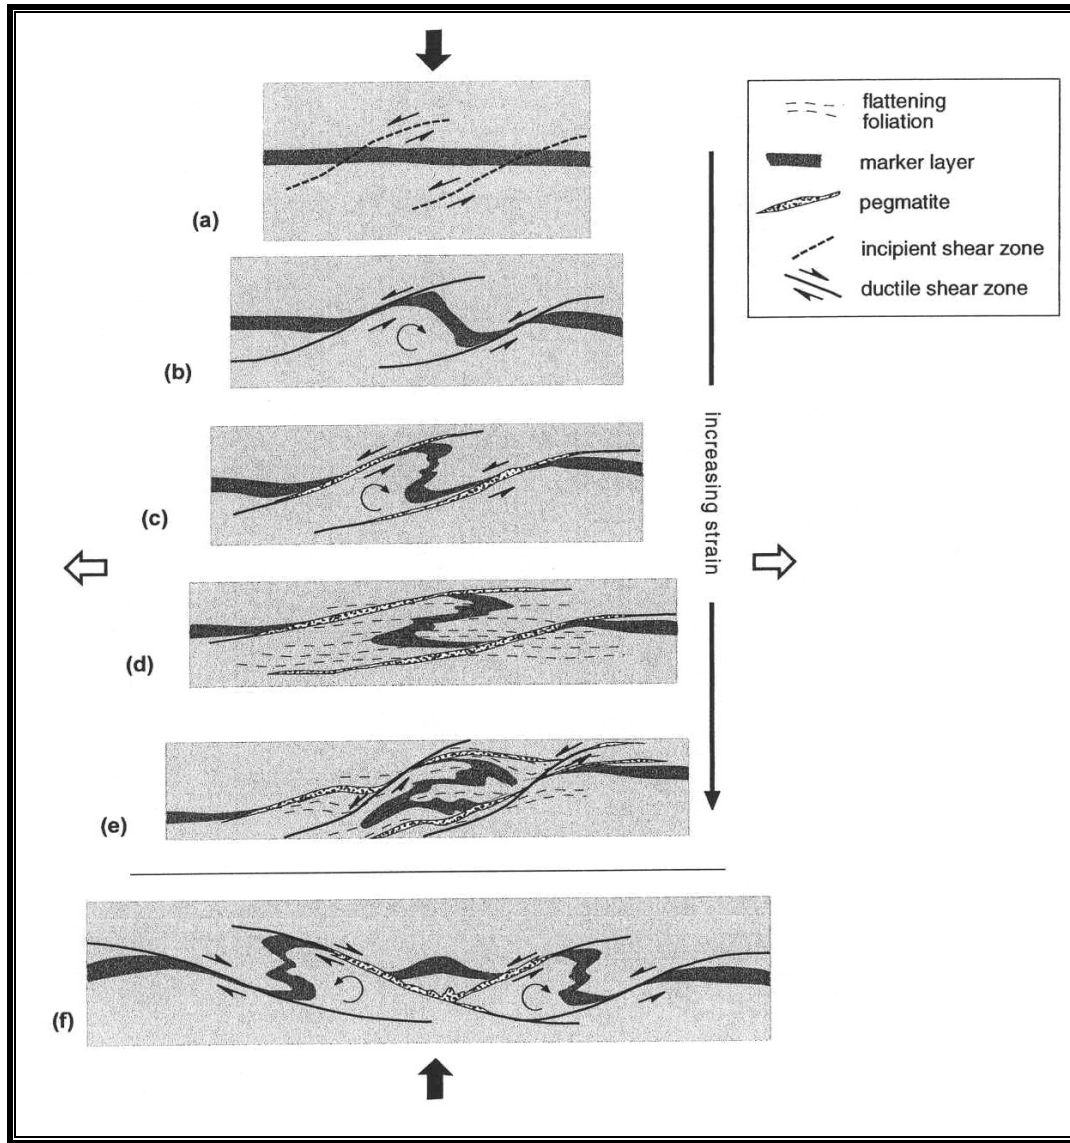 flattening
foliation
marker layer
pegmatite
incipient shear zone
ductile shear zone
(a)
(b)
(c)
(d)
(e)
(f)
increasing strain